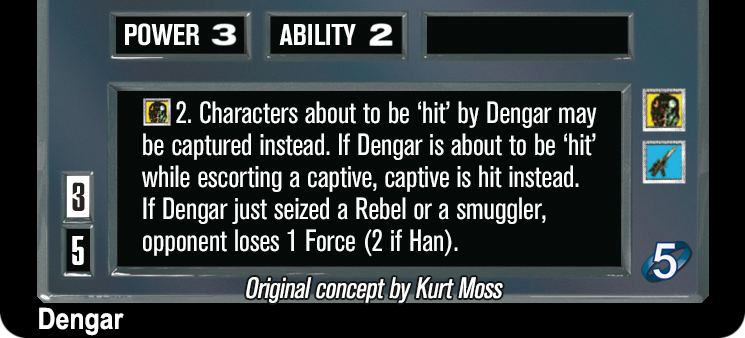 POWER 3 ABILITY 2
2. Characters about to be ‘hit’ by Dengar may
be captured instead. If Dengar is about to be ‘hit’
while escorting a captive, captive is hit instead.
If Dengar just seized a Rebel or a smuggler,
opponent loses 1 Force (2 if Han).
3
5
5
Original concept by Kurt Moss
Dengar